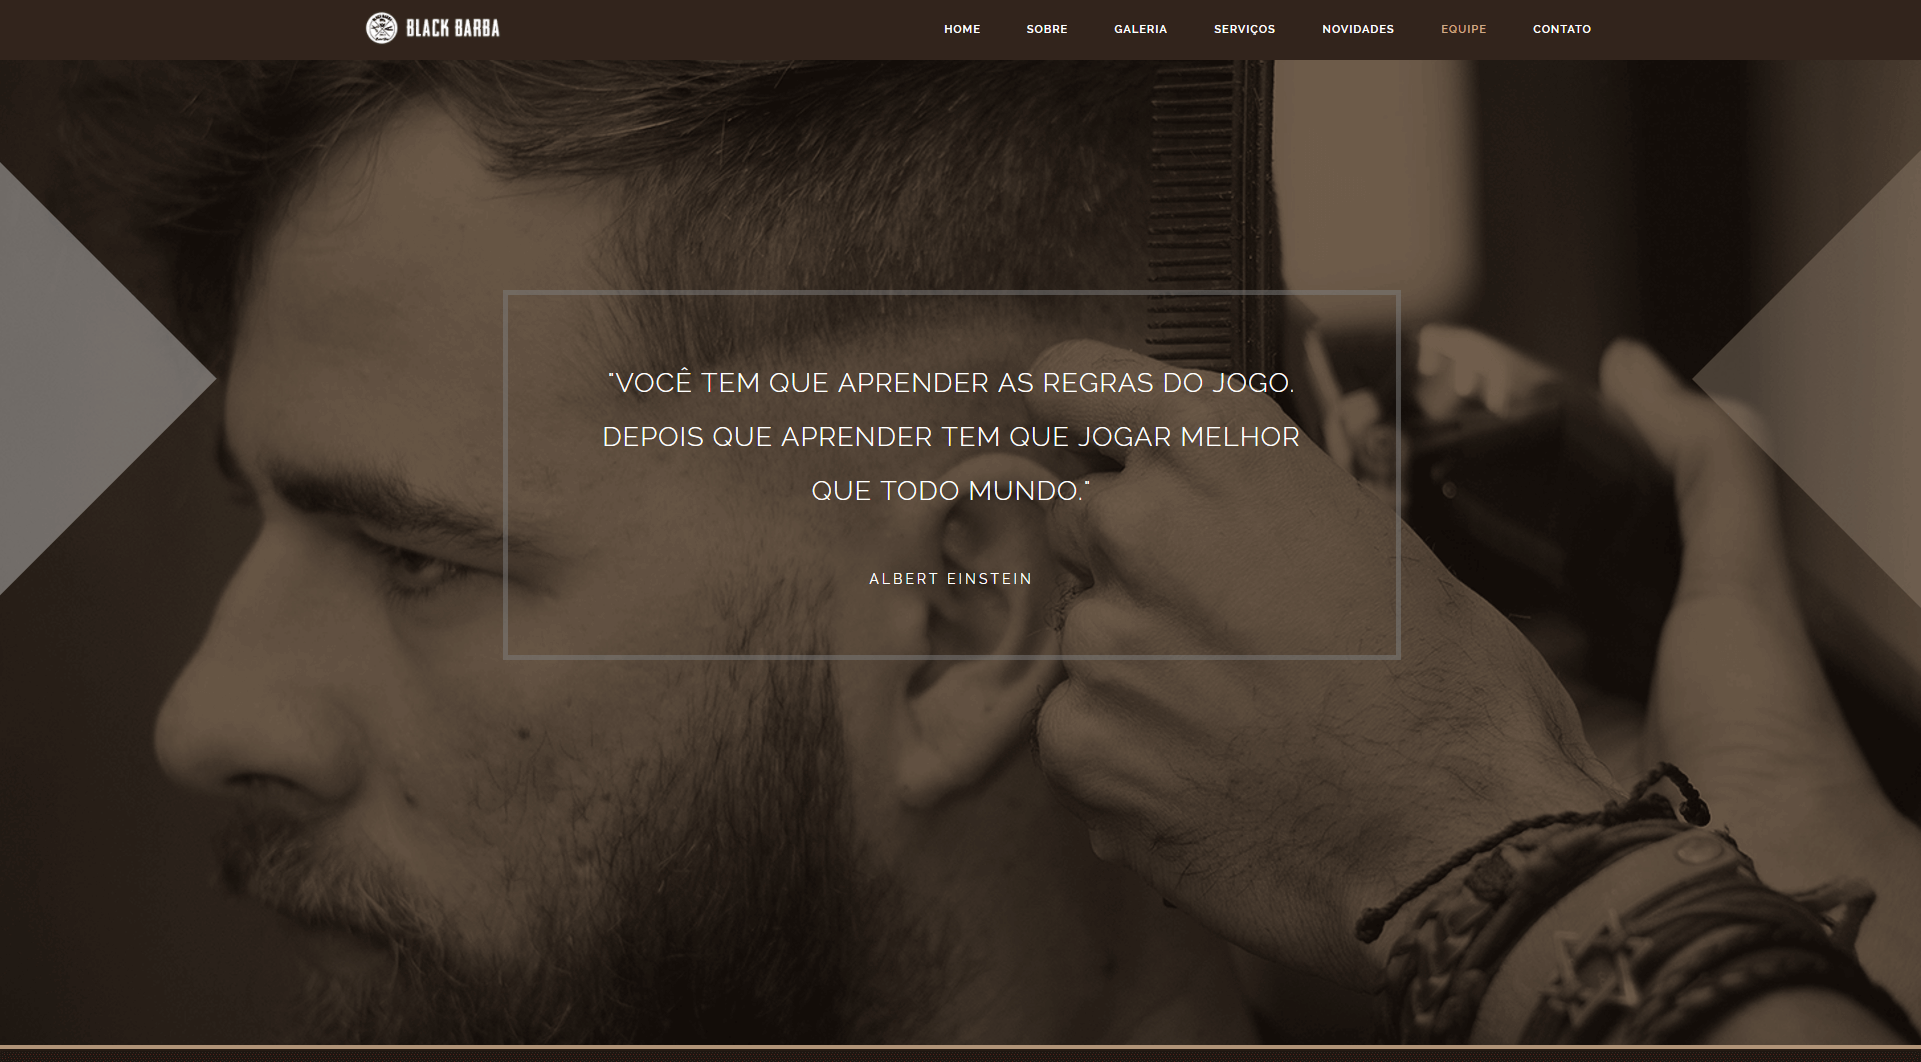 BLACK BARBA
HOME SOBRE GALERIA SERVIÇOS NOVIDADES EQUIPE CONTATO
"VOCÊ TEM QUE APRENDER AS REGRAS DO JOGO.
DEPOIS QUE APRENDER TEM QUE JOGAR MELHOR
QUE TODO MUNDO."
ALBERT EINSTEIN